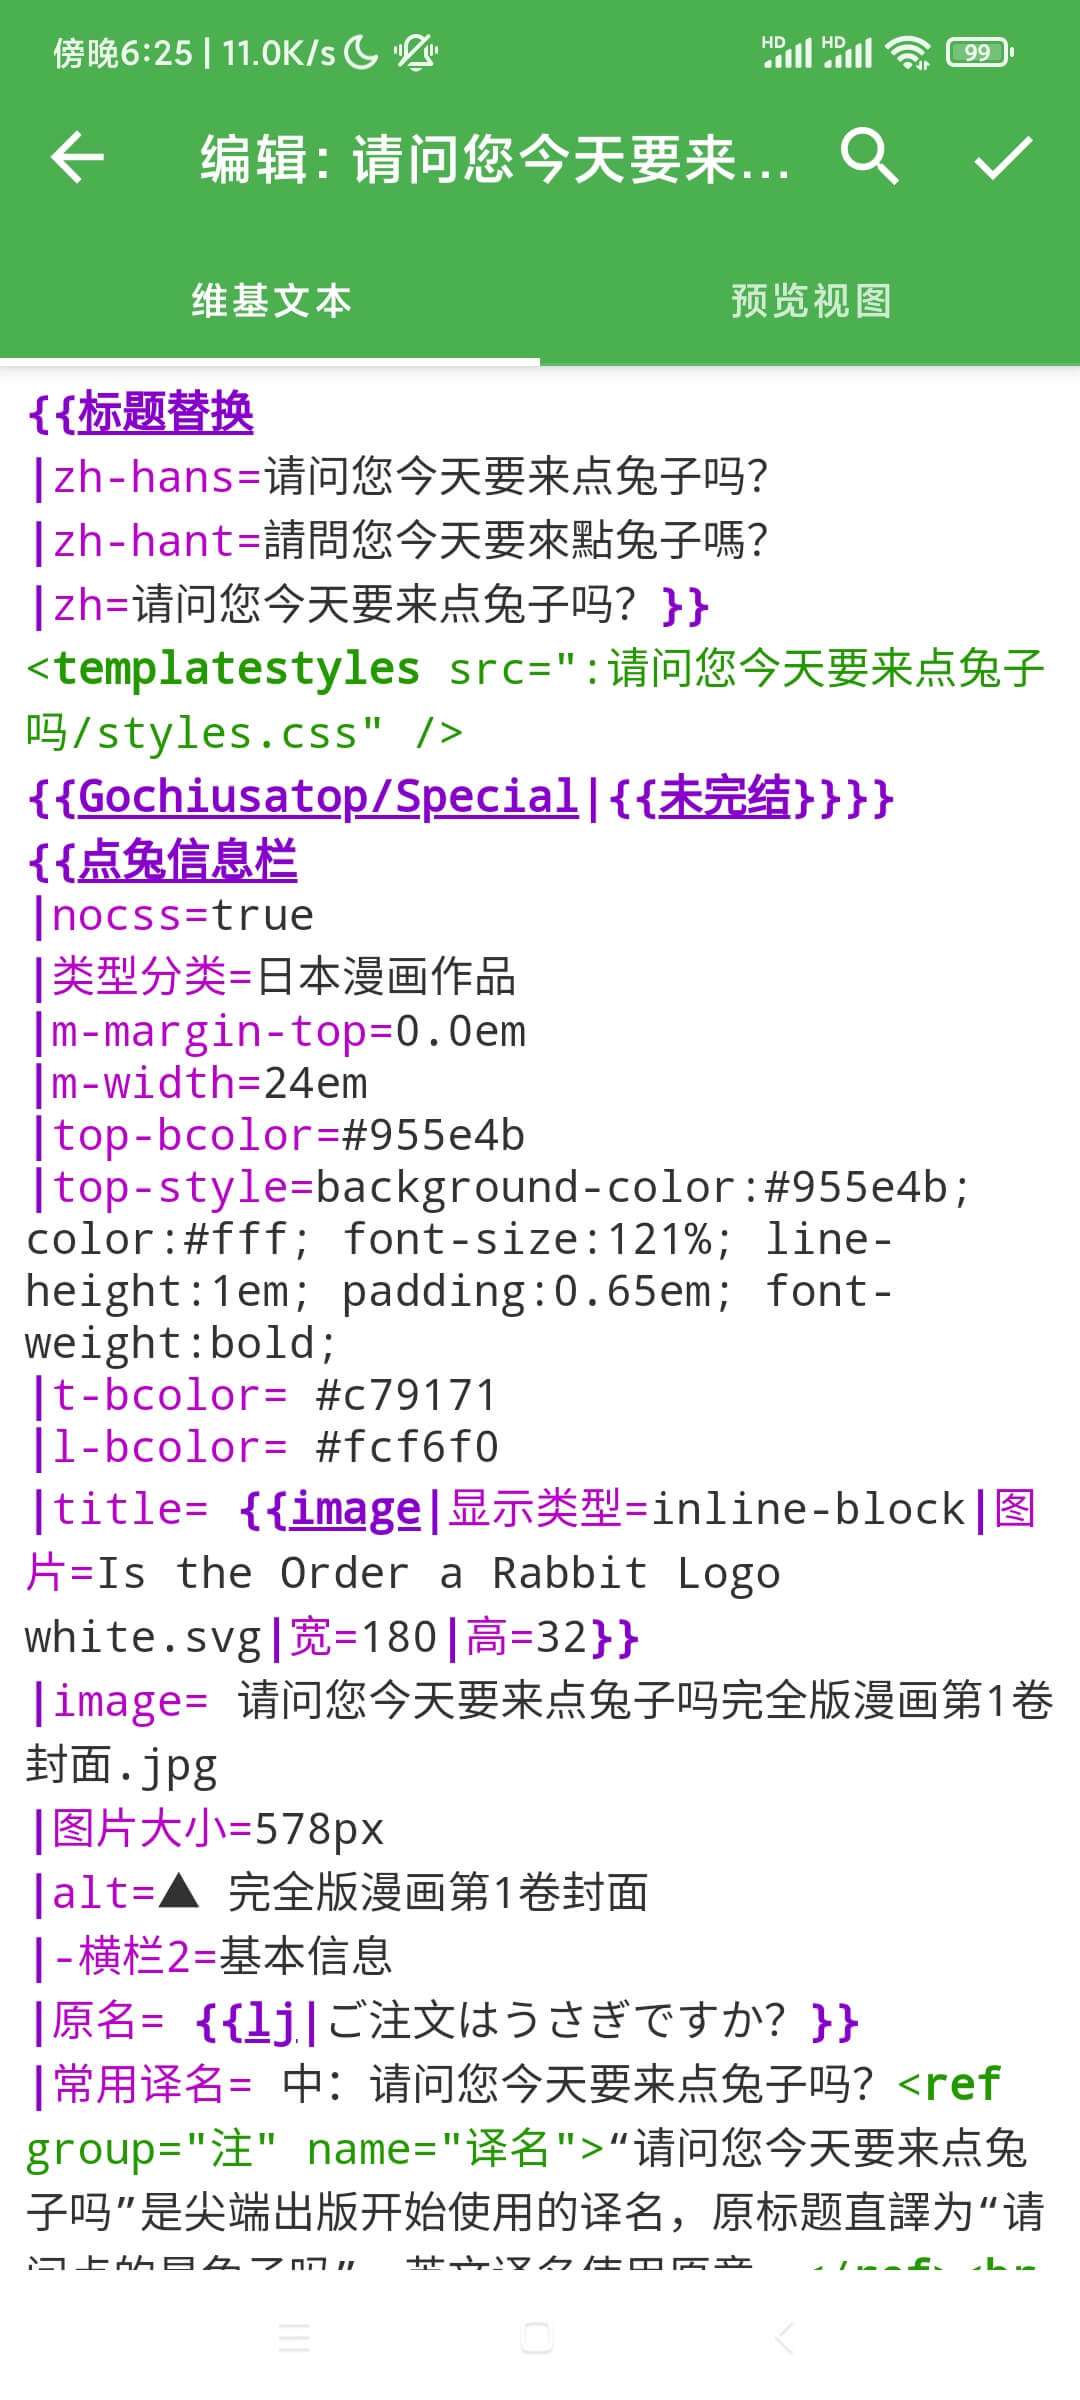 傍晚6:25 | 11.0K/s HD HD 99
编辑: 请问您今天要来...
维基文本 预览视图
{{标题替换
|zh-hans=请问您今天要来点兔子吗?
|zh-hant=請問您今天要來點兔子嗎?
|zh=请问您今天要来点兔子吗? }}
<templatestyles src=":请问您今天要来点兔子
吗/styles.css" />
{{Gochiusatop/Special|{{未完结}}}}
{{点兔信息栏
|nocss=true
|类型分类=日本漫画作品
|m-margin-top=0.0em
|m-width=24em
|top-bcolor=#955e4b
|top-style=background-color:#955e4b;
color:#fff; font-size:121%; line-
height:1em; padding:0.65em; font-
weight:bold;
|t-bcolor= #c79171
|l-bcolor= #fcf6f0
|title= {{image|显示类型=inline-block|图
片=Is the Order a Rabbit Logo
white.svg|宽=180|高=32}}
|image= 请问您今天要来点兔子吗完全版漫画第1卷
封面.jpg
|图片大小=578px
|alt=▲ 完全版漫画第1卷封面
|-横栏2=基本信息
|原名= {{lj|ご注文はうさぎですか? }}
|常用译名= 中: 请问您今天要来点兔子吗? <ref
group="注" name="译名">“请问您今天要来点兔
子吗”是尖端出版开始使用的译名，原标题直譯为“请